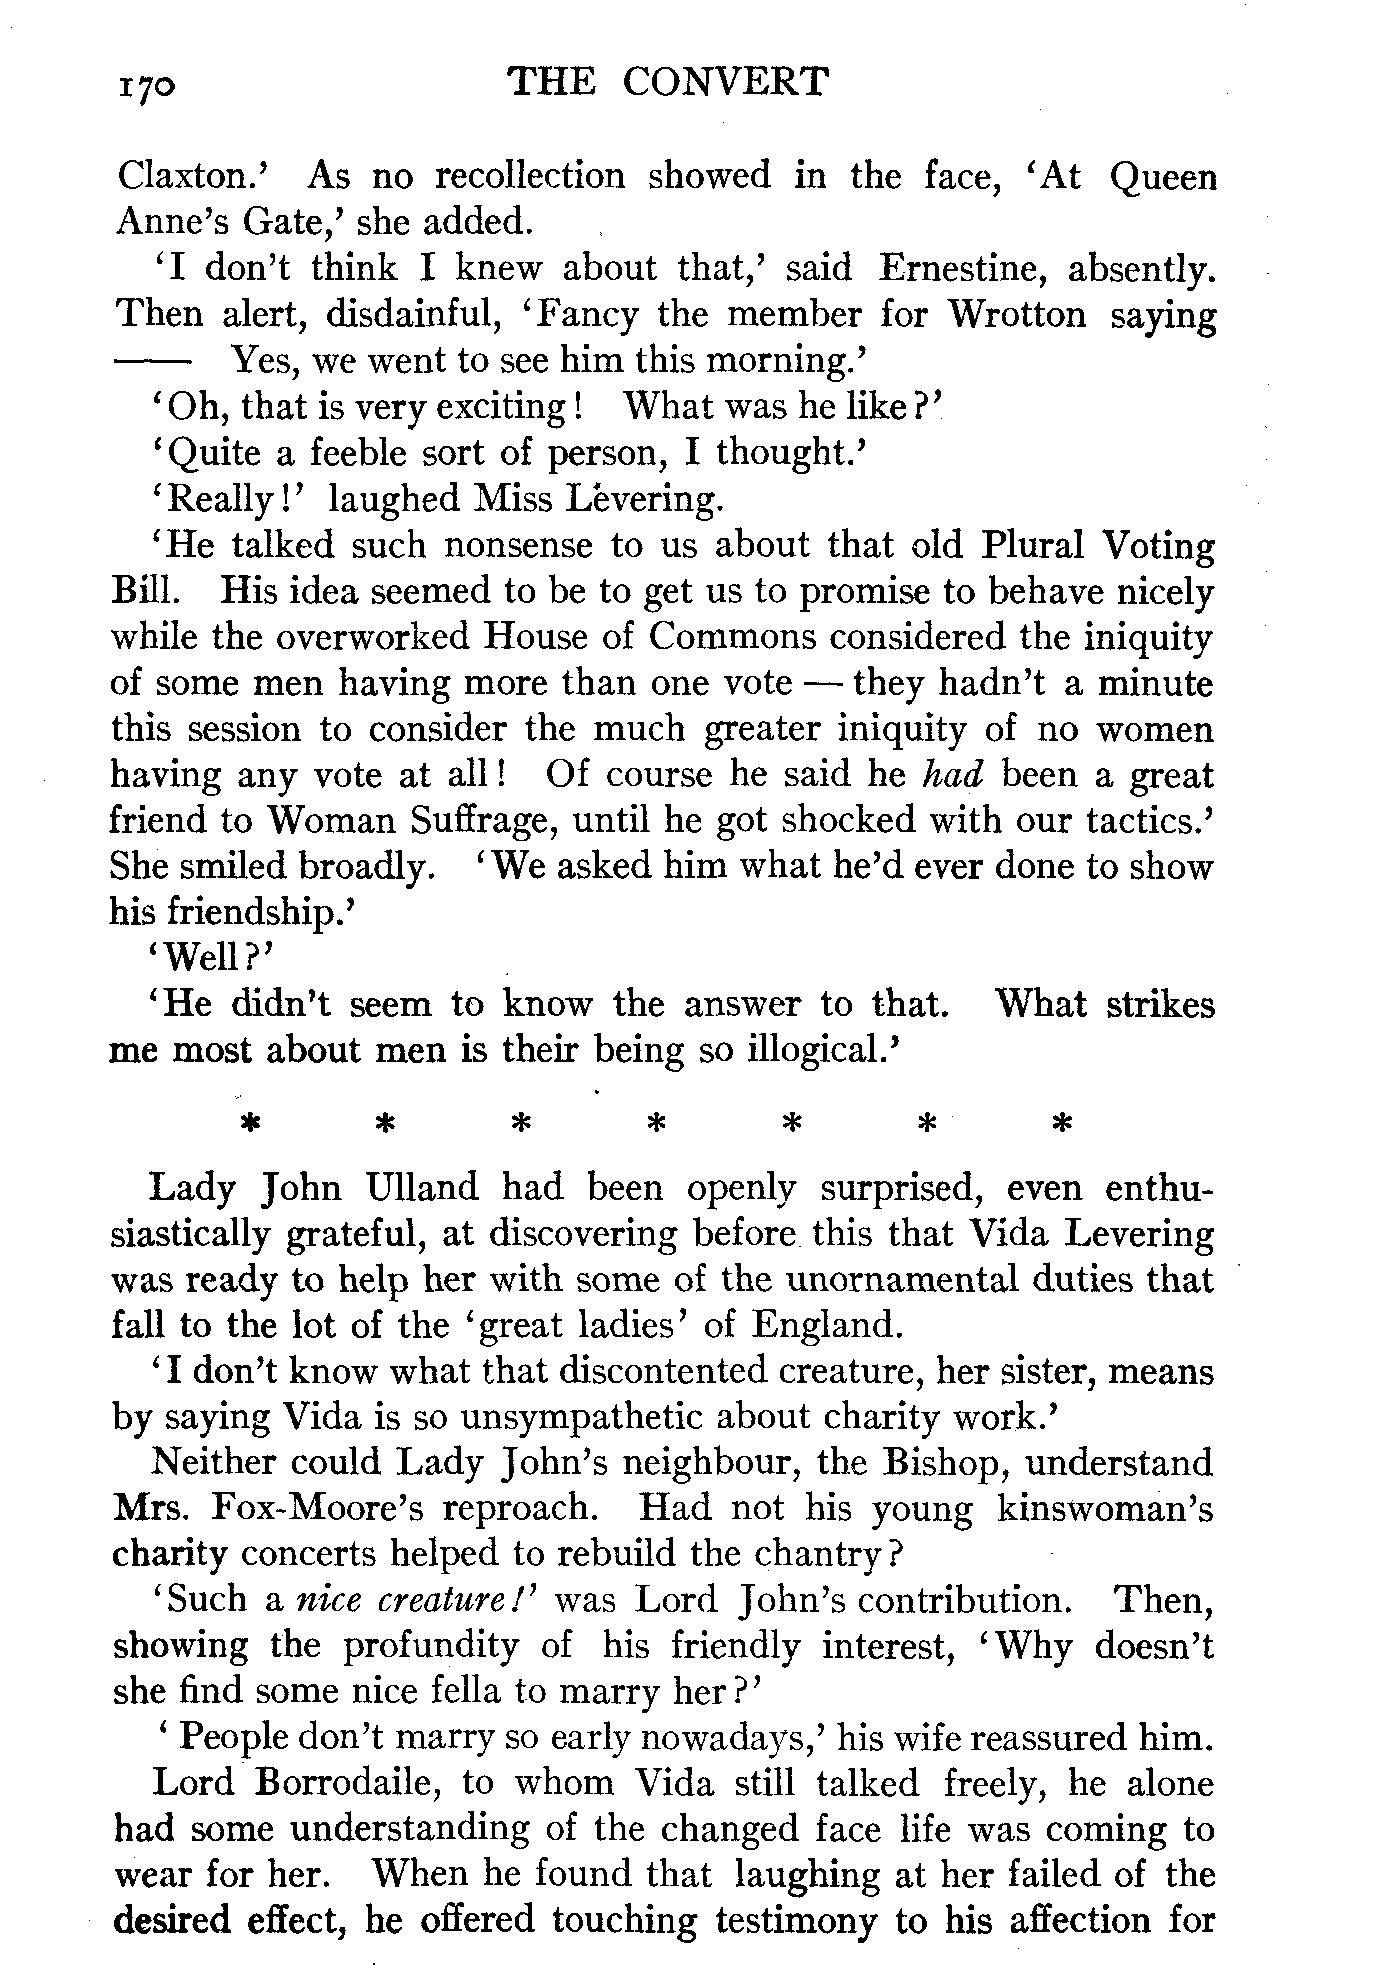 170 THE CONVERT
Claxton.' As no recollection showed in the face, 'At Queen
Anne's Gate,' she added.
'I don't think I knew about that,' said Ernestine, absently.
Then alert, disdainful, 'Fancy the member for Wrotton saying
—— Yes, we went to see him this morning.'
'Oh, that is very exciting! What was he like?'
'Quite a feeble sort of person, I thought.'
'Really!' laughed Miss Levering.
'He talked such nonsense to us about that old Plural Voting
Bill. His idea seemed to be to get us to promise to behave nicely
while the overworked House of Commons considered the iniquity
of some men having more than one vote — they hadn't a minute
this session to consider the much greater iniquity of no women
having any vote at all! Of course he said he had been a great
friend to Woman Suffrage, until he got shocked with our tactics.'
She smiled broadly. 'We asked him what he'd ever done to show
his friendship.'
'Well?'
'He didn't seem to know the answer to that. What strikes
me most about men is their being so illogical.'
* * * * * * *
Lady John Ulland had been openly surprised, even enthu-
siastically grateful, at discovering before this that Vida Levering
was ready to help her with some of the unornamental duties that
fall to the lot of the 'great ladies' of England.
'I don't know what that discontented creature, her sister, means
by saying Vida is so unsympathetic about charity work.'
Neither could Lady John's neighbour, the Bishop, understand
Mrs. Fox-Moore's reproach. Had not his young kinswoman's
charity concerts helped to rebuild the chantry?
'Such a nice creature!' was Lord John's contribution. Then,
showing the profundity of his friendly interest, 'Why doesn't
she find some nice fella to marry her?'
'People don't marry so early nowadays,' his wife reassured him.
Lord Borrodaile, to whom Vida still talked freely, he alone
had some understanding of the changed face life was coming to
wear for her. When he found that laughing at her failed of the
desired effect, he offered touching testimony to his affection for